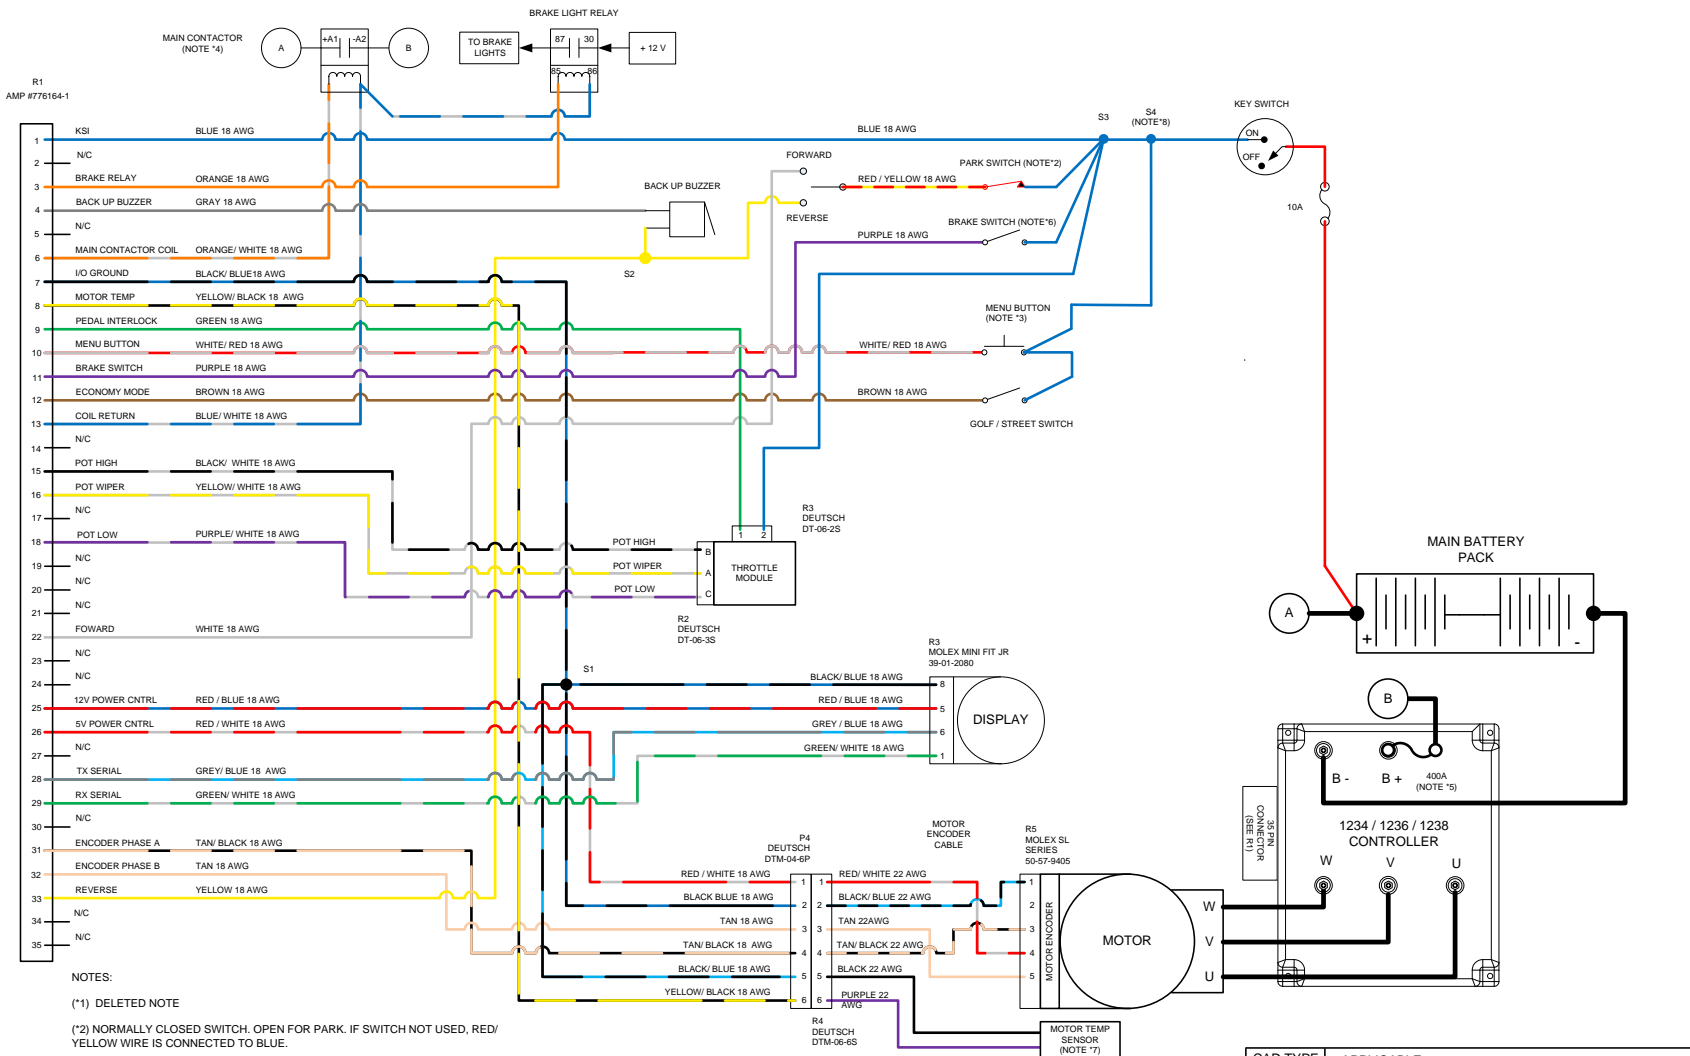 BRAKE LIGHT RELAY
MAIN CONTACTOR
(NOTE *4)
A
+A1
-A2
B
TO BRAKE
LIGHTS
87
30
+ 12 V
85
86
R1
AMP #776164-1
1
KSI
BLUE 18 AWG
BLUE 18 AWG
2
N/C
3
BRAKE RELAY
ORANGE 18 AWG
4
BACK UP BUZZER
GRAY 18 AWG
5
N/C
6
MAIN CONTACTOR COIL
ORANGE/ WHITE 18 AWG
7
I/O GROUND
BLACK/ BLUE18 AWG
8
MOTOR TEMP
YELLOW/ BLACK 18 AWG
9
PEDAL INTERLOCK
GREEN 18 AWG
10
MENU BUTTON
WHITE/ RED 18 AWG
WHITE/ RED 18 AWG
11
BRAKE SWITCH
PURPLE 18 AWG
12
ECONOMY MODE
BROWN 18 AWG
BROWN 18 AWG
13
COIL RETURN
BLUE/ WHITE 18 AWG
14
N/C
15
POT HIGH
BLACK/ WHITE 18 AWG
16
POT WIPER
YELLOW/ WHITE 18 AWG
17
N/C
18
POT LOW
PURPLE/ WHITE 18 AWG
19
N/C
20
N/C
21
N/C
22
FOWARD
WHITE 18 AWG
23
N/C
24
N/C
25
12V POWER CNTRL
RED / BLUE 18 AWG
26
5V POWER CNTRL
RED / WHITE 18 AWG
27
N/C
28
TX SERIAL
GREY/ BLUE 18 AWG
29
RX SERIAL
GREEN/ WHITE 18 AWG
30
N/C
31
ENCODER PHASE A
TAN/ BLACK 18 AWG
32
ENCODER PHASE B
TAN 18 AWG
33
REVERSE
YELLOW 18 AWG
34
N/C
35
N/C
S3
S4
(NOTE*8)
KEY SWITCH
ON
OFF
10A
FORWARD
REVERSE
PARK SWITCH (NOTE*2)
RED / YELLOW 18 AWG
BACK UP BUZZER
S2
BRAKE SWITCH (NOTE*6)
PURPLE 18 AWG
MENU BUTTON
(NOTE *3)
GOLF / STREET SWITCH
R3
DEUTSCH
DT-06-2S
1
2
POT HIGH
B
POT WIPER
A
POT LOW
C
THROTTLE
MODULE
R2
DEUTSCH
DT-06-3S
S1
R3
MOLEX MINI FIT JR
39-01-2080
BLACK/ BLUE 18 AWG
8
RED / BLUE 18 AWG
5
GREY / BLUE 18 AWG
6
GREEN/ WHITE 18 AWG
1
DISPLAY
MAIN BATTERY
PACK
A
+
-
B
B -
B +
400A
(NOTE *5)
35 PIN
CONNECTOR
(SEE R1)
1234 / 1236 / 1238
CONTROLLER
W
V
U
P4
DEUTSCH
DTM-04-6P
MOTOR
ENCODER
CABLE
R5
MOLEX SL
SERIES
50-57-9405
RED / WHITE 18 AWG
1
1
RED/ WHITE 22 AWG
1
BLACK BLUE 18 AWG
2
2
BLACK/ BLUE 22 AWG
2
TAN 18 AWG
3
3
TAN 22AWG
3
TAN/ BLACK 18 AWG
4
4
TAN/ BLACK 22 AWG
4
BLACK/ BLUE 18 AWG
5
5
BLACK 22 AWG
5
YELLOW/ BLACK 18 AWG
6
6
PURPLE 22
AWG
MOTOR ENCODER
MOTOR
W
V
U
R4
DEUTSCH
DTM-06-6S
MOTOR TEMP
SENSOR
(NOTE *7)
NOTES:
(*1) DELETED NOTE
(*2) NORMALLY CLOSED SWITCH. OPEN FOR PARK. IF SWITCH NOT USED, RED/
YELLOW WIRE IS CONNECTED TO BLUE.